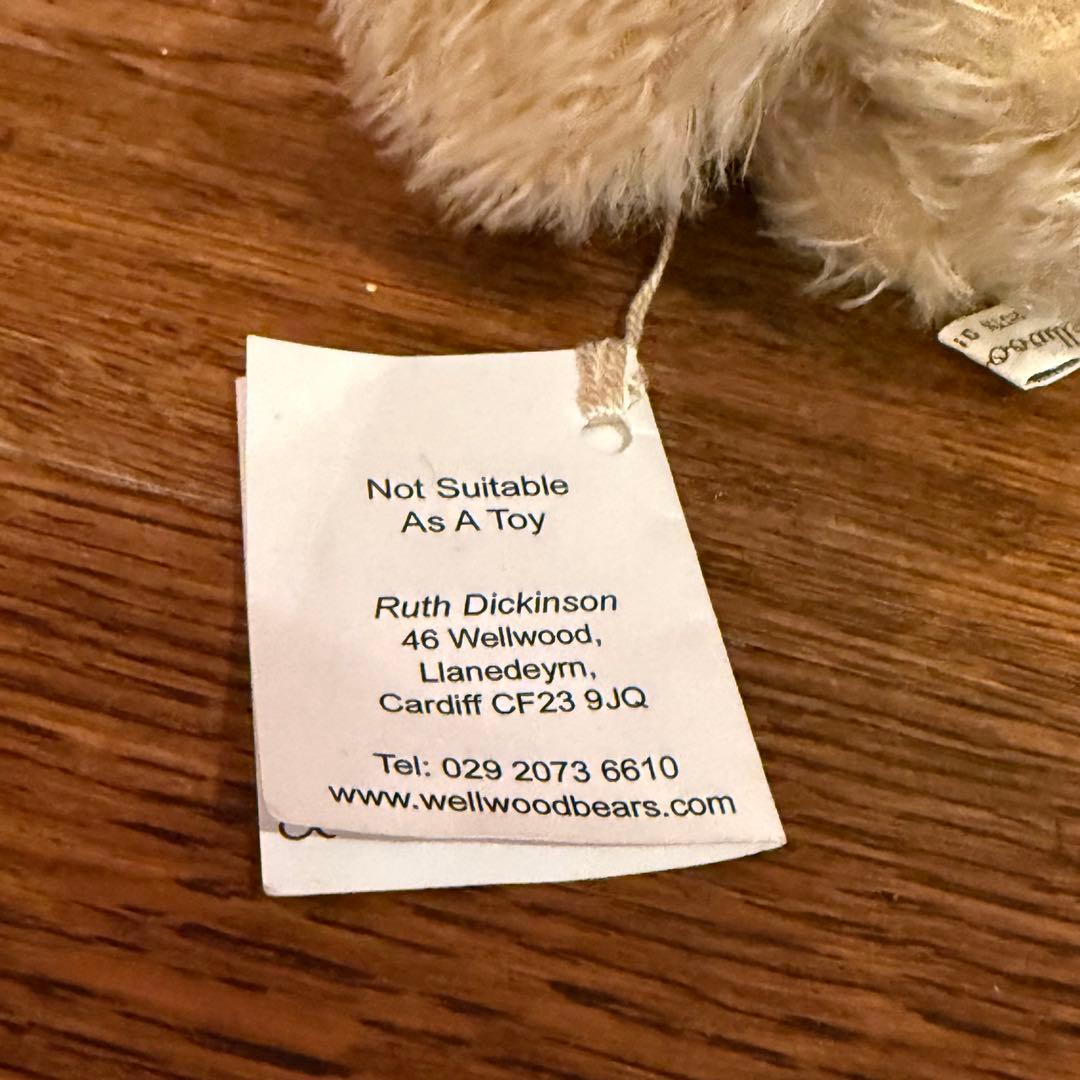 Not Suitable
As A Toy
Ruth Dickinson
46 Wellwood,
Llanedeyrn,
Cardiff CF23 9JQ
Tel: 029 2073 6610
www.wellwoodbears.com